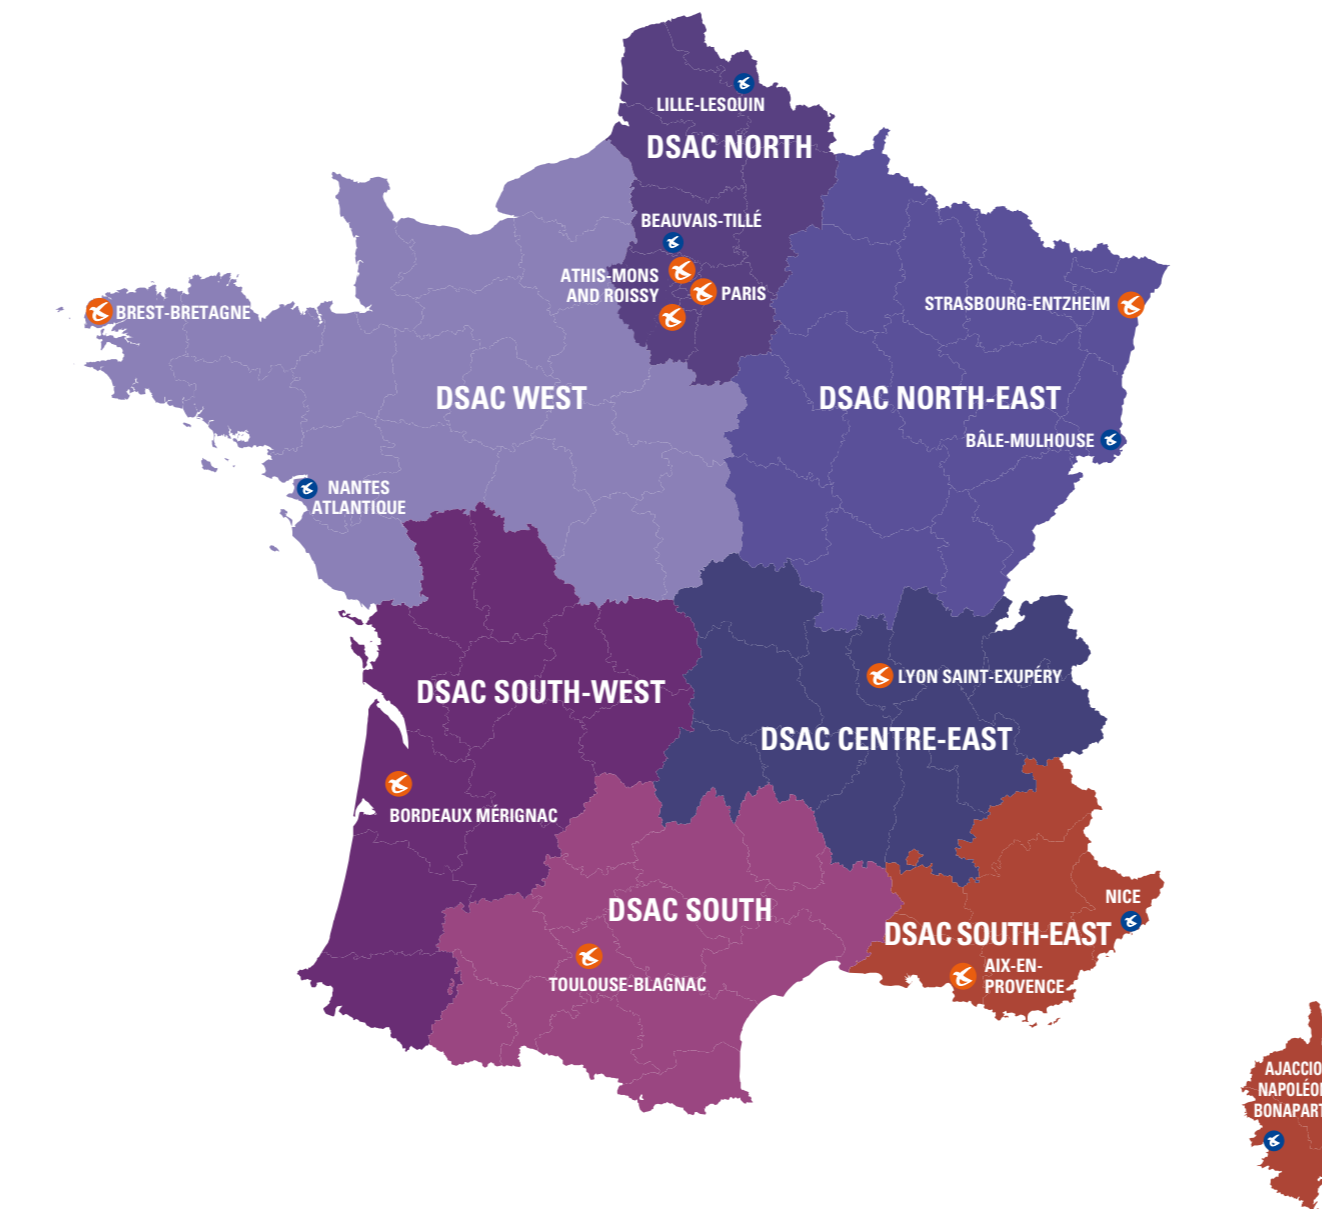 LILLE-LESQUIN
DSAC NORTH
BEAUVAIS-TILLÉ
ATHIS-MONS
AND ROISSY
PARIS
BREST-BRETAGNE
STRASBOURG-ENTZHEIM
DSAC WEST
DSAC NORTH-EAST
BÂLE-MULHOUSE
NANTES
ATLANTIQUE
LYON SAINT-EXUPÉRY
DSAC SOUTH-WEST
DSAC CENTRE-EAST
BORDEAUX MÉRIGNAC
NICE
DSAC SOUTH
DSAC SOUTH-EAST
AIX-EN-
PROVENCE
TOULOUSE-BLAGNAC
AJACCIO
NAPOLÉO
BONAPART